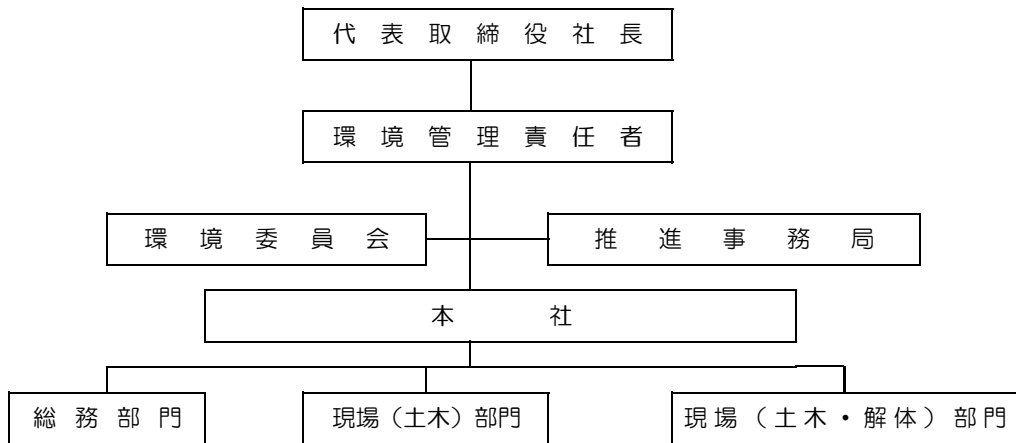 代表取締役社長
環境管理責任者
環境委員会
推進事務局
本社
総務部門
現場（土木）部門
現場（土木・解体）部門